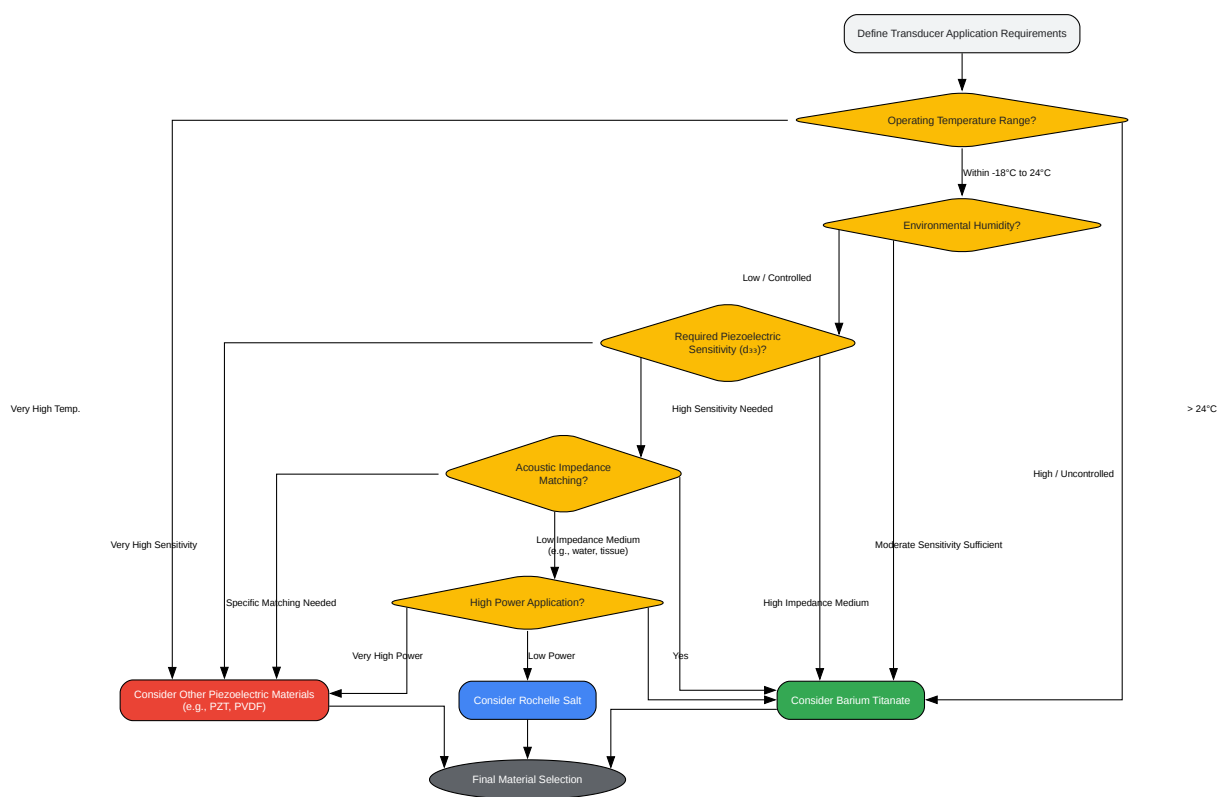 Define Transducer Application Requirements
Operating Temperature Range?
Within -18°C to 24°C
Environmental Humidity?
Low / Controlled
Required Piezoelectric
Sensitivity (d₃₃)?
Very High Temp.
High Sensitivity Needed
> 24°C
Acoustic Impedance
Matching?
High / Uncontrolled
Very High Sensitivity
Low Impedance Medium
(e.g., water, tissue)
Moderate Sensitivity Sufficient
Specific Matching Needed
High Power Application?
High Impedance Medium
Very High Power
Low Power
Yes
Consider Other Piezoelectric Materials
(e.g., PZT, PVDF)
Consider Rochelle Salt
Consider Barium Titanate
Final Material Selection